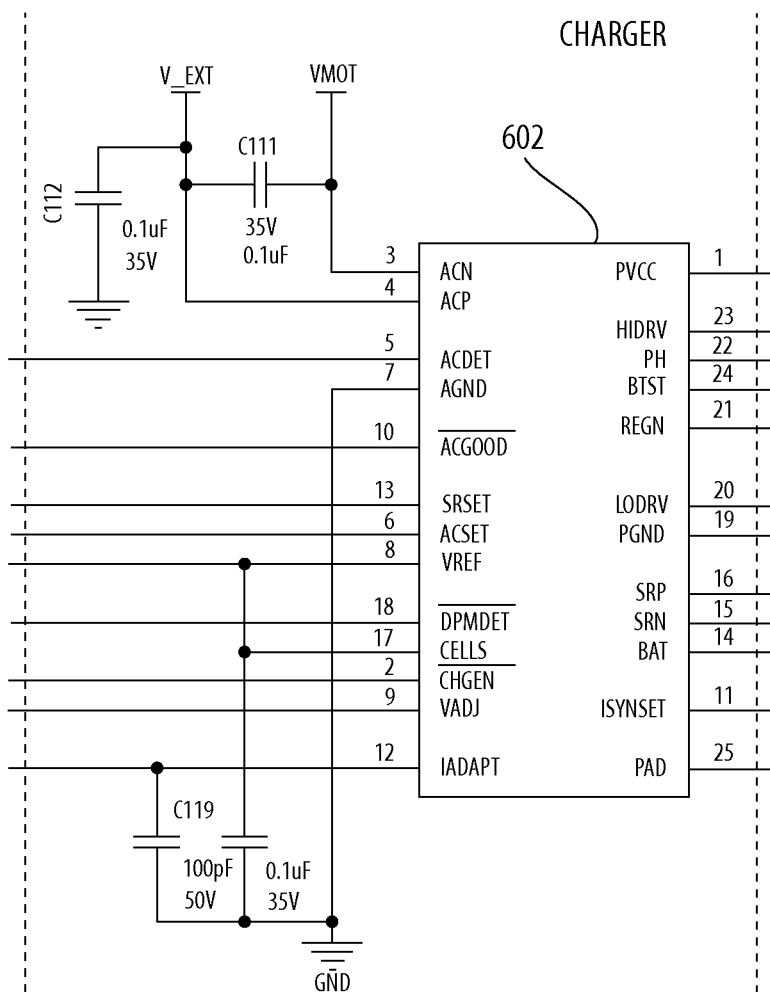 CHARGER
V_EXT
VMOT
602
C111
C112
0.1uF
35V
35V
0.1uF
3
ACN
PVCC
1
4
ACP
HIDRV
23
5
ACDET
PH
22
7
AGND
BTST
24
REGN
21
10
ACGOOD
13
SRSET
LODRV
20
6
ACSET
PGND
19
8
VREF
SRP
16
18
DPMDET
SRN
15
17
CELLS
BAT
14
2
CHGEN
9
VADJ
ISYNSET
11
12
IADAPT
PAD
25
C119
100pF
50V
0.1uF
35V
GND